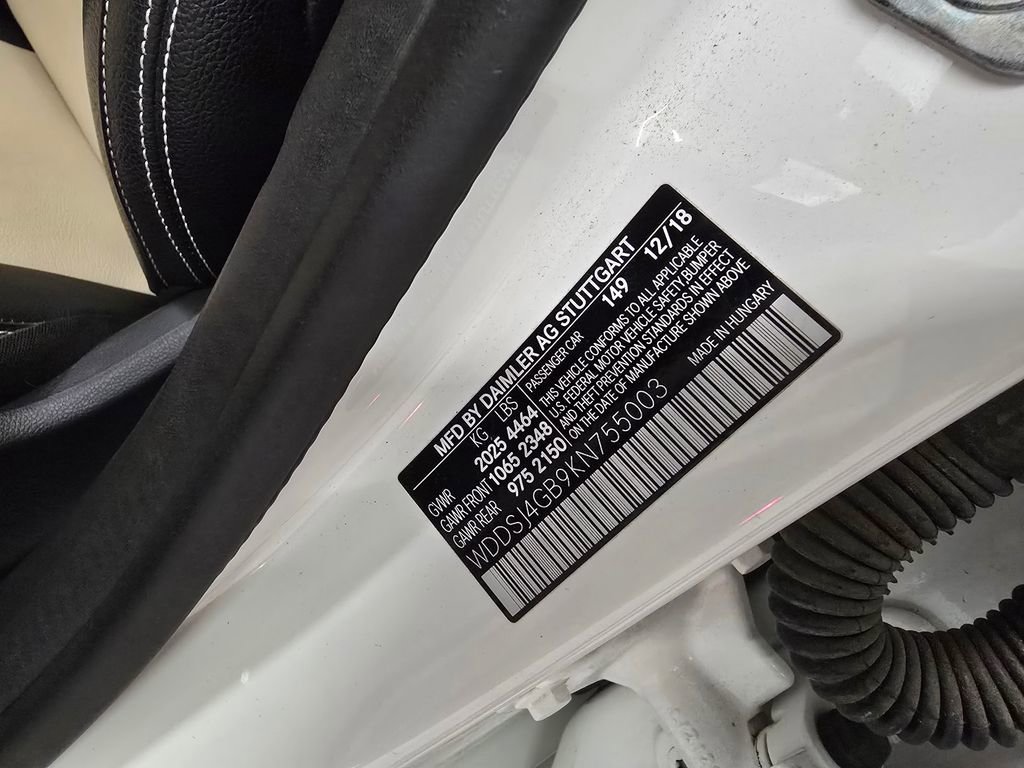 MFD BY DAIMLER AG STUTTGART
KG LBS PASSENGER CAR 149 12/18
GVWR 2025 4464 THIS VEHICLE CONFORMS TO ALL APPLICABLE
GAWR FRONT 1065 2348 U.S. FEDERAL MOTOR VEHICLE SAFETY BUMPER
GAWR REAR 975 2150 AND THEFT PREVENTION STANDARDS IN EFFECT
ON THE DATE OF MANUFACTURE SHOWN ABOVE
WDDSJ4GB9KN755003 MADE IN HUNGARY